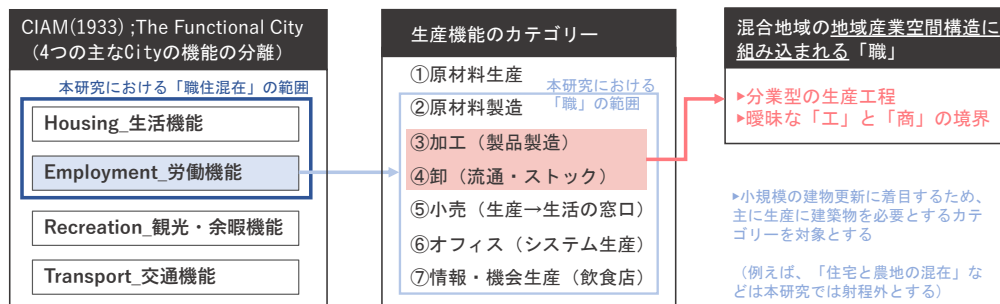 CIAM(1933) ;The Functional City
(4つの主なCityの機能の分離)
本研究における「職住混在」の範囲
Housing_生活機能
Employment_労働機能
Recreation_観光・余暇機能
Transport_交通機能
生産機能のカテゴリー
①原材料生産
本研究における
「職」の範囲
②原材料製造
③加工（製品製造）
④卸（流通・ストック）
⑤小売（生産→生活の窓口）
⑥オフィス（システム生産）
⑦情報・機会生産（飲食店）
混合地域の地域産業空間構造に
組み込まれる「職」
▸分業型の生産工程
▸曖昧な「工」と「商」の境界
▸小規模の建物更新に着目するため、
主に生産に建築物を必要とするカテ
ゴリーを対象とする
（例えば、「住宅と農地の混在」な
どは本研究では射程外とする）